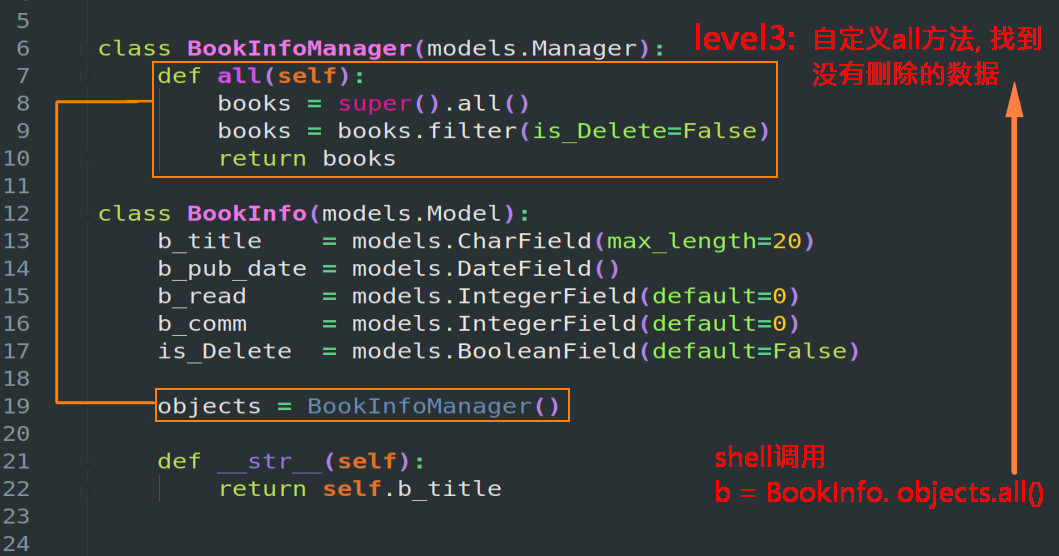 5
6 class BookInfoManager(models.Manager):
level3: 自定义all方法, 找到
没有删除的数据
7 def all(self):
8 books = super().all()
9 books = books.filter(is_Delete=False)
10 return books
11
12 class BookInfo(models.Model):
13 b_title = models.CharField(max_length=20)
14 b_pub_date = models.DateField()
15 b_read = models.IntegerField(default=0)
16 b_comm = models.IntegerField(default=0)
17 is_Delete = models.BooleanField(default=False)
18
19 objects = BookInfoManager()
20
21 def __str__(self):
22 return self.b_title
23
24
shell调用
b = BookInfo. objects.all()